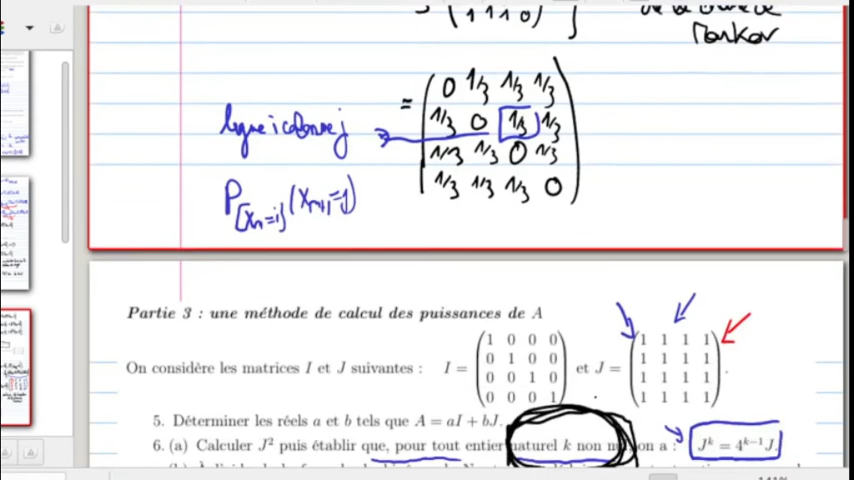 (1 1 1 0)
Markov
= (0 1/3 1/3 1/3
1/3 0 1/3 1/3
1/3 1/3 0 1/3
1/3 1/3 1/3 0)
ligne i colonne j
P[Xn=i](Xn+1=j)
Partie 3 : une méthode de calcul des puissances de A
On considère les matrices I et J suivantes : I = (1 0 0 0
0 1 0 0
0 0 1 0
0 0 0 1) et J = (1 1 1 1
1 1 1 1
1 1 1 1
1 1 1 1).
5. Déterminer les réels a et b tels que A = aI + bJ.
6. (a) Calculer J² puis établir que, pour tout entier naturel k non on a : Jᵏ = 4ᵏ⁻¹J.